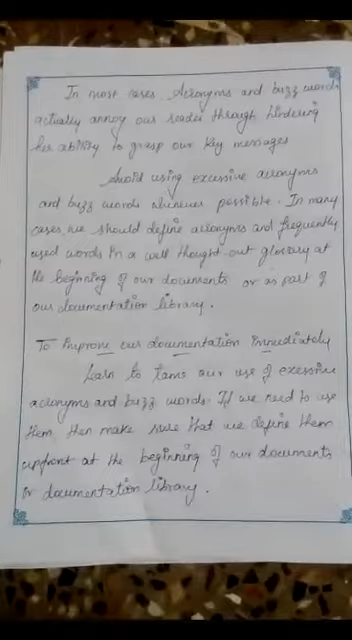 In most cases Acronyms and buzz words
actually annoy our reader through hindering
her ability to grasp our key messages
Avoid using excessive acronyms
and buzz words whenever possible. In many
cases we should define acronyms and frequently
used words in a well thought out glossary at
the beginning of our documents or as part of
our documentation library.
To Improve our documentation immediately
Learn to tame our use of excessive
acronyms and buzz words. If we need to use
them, then make sure that we define them
upfront at the beginning of our documents
or documentation library.